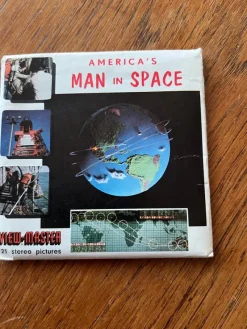 AMERICA'S
MAN IN SPACE
VIEW-MASTER
21 stereo pictures